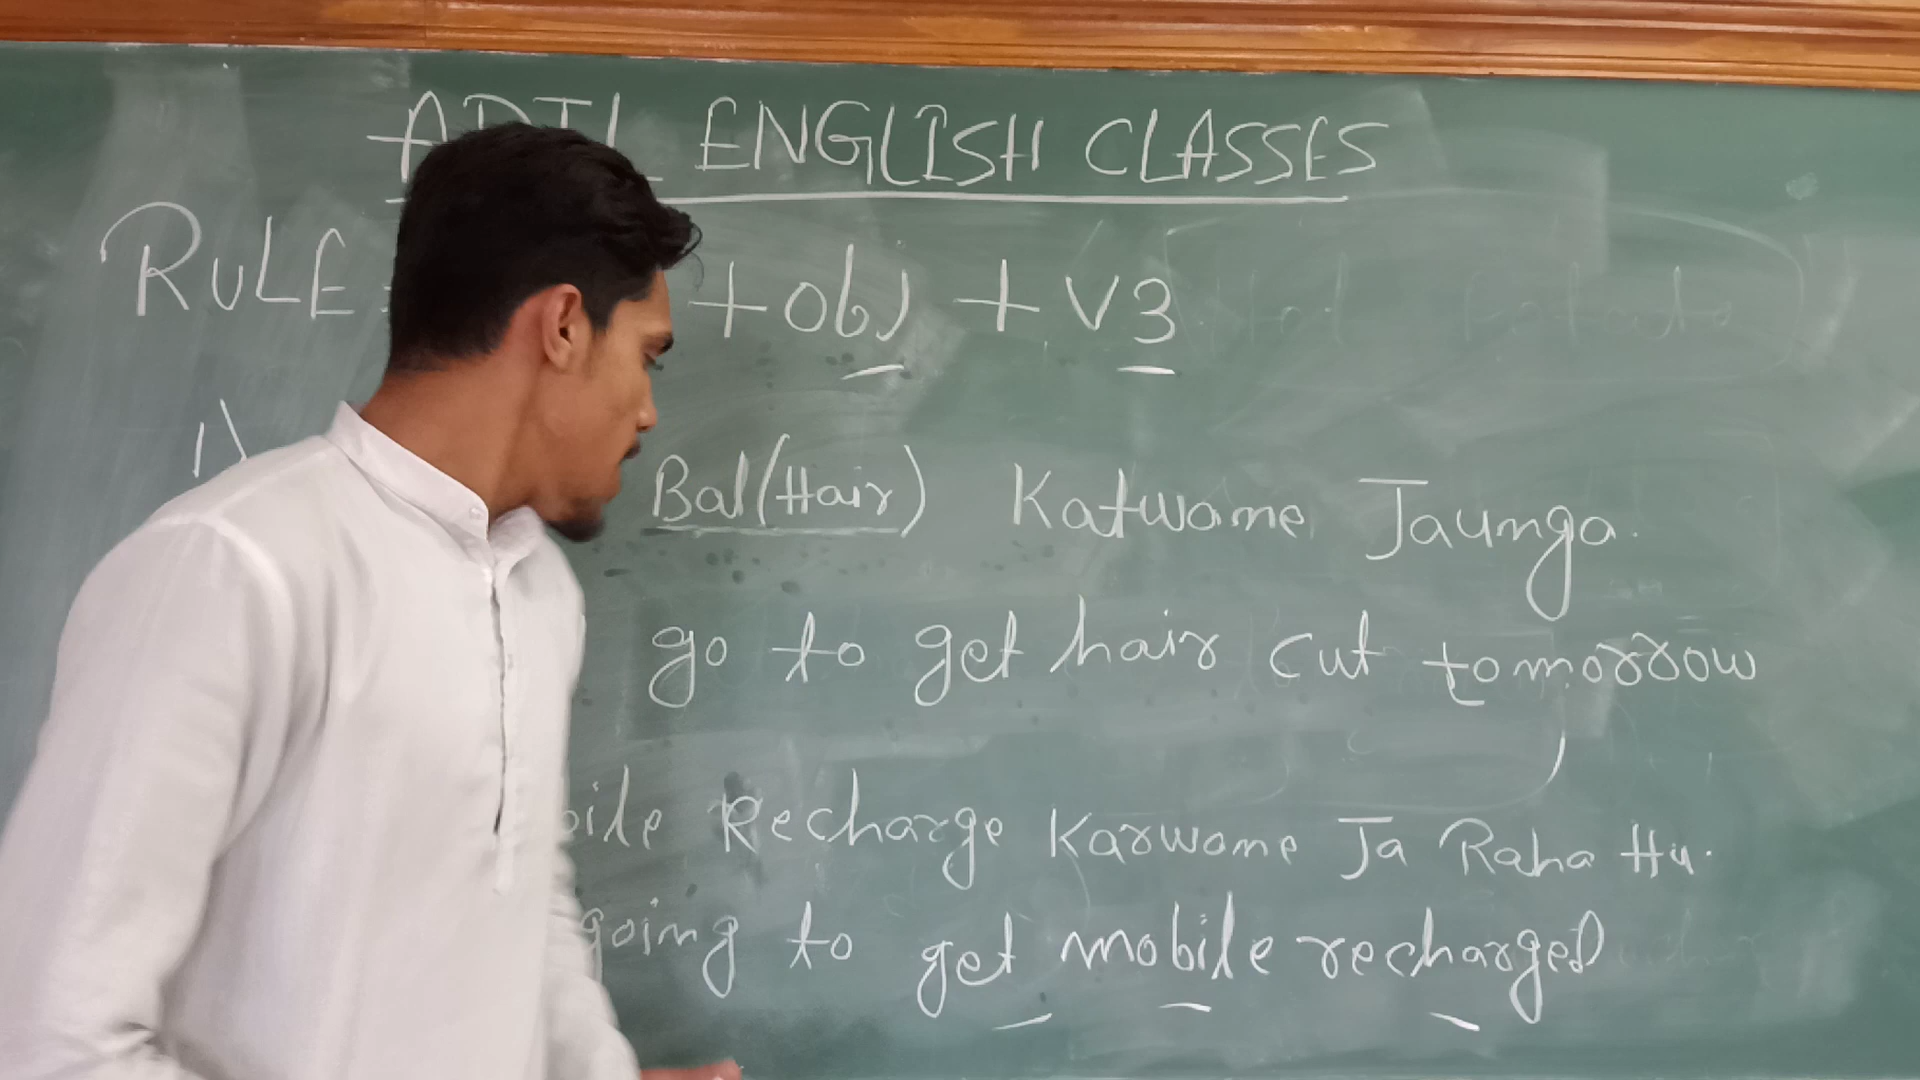 ADIL ENGLISH CLASSES
RULE + obj + V3
1) Bal (Hair) Katwane Jaunga.
go to get hair cut tomorrow
Recharge Karwane Ja Raha Hu.
going to get mobile recharged